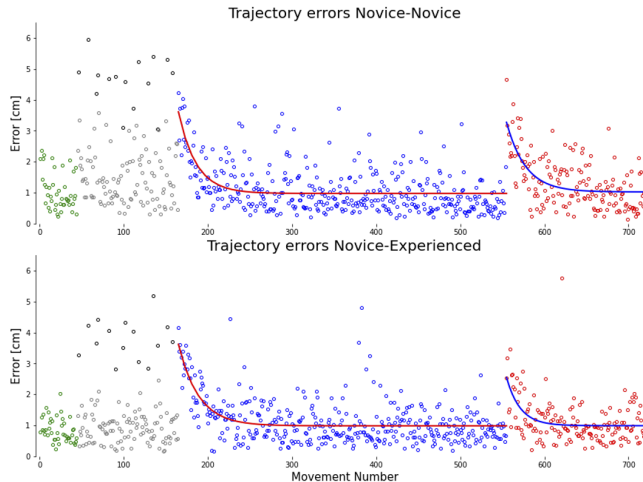 Trajectory errors Novice-Novice
6
5
4
3
2
1
0
Error [cm]
0 100 200 300 400 500 600 700
Trajectory errors Novice-Experienced
6
5
4
3
2
1
0
Error [cm]
0 100 200 300 400 500 600 700
Movement Number